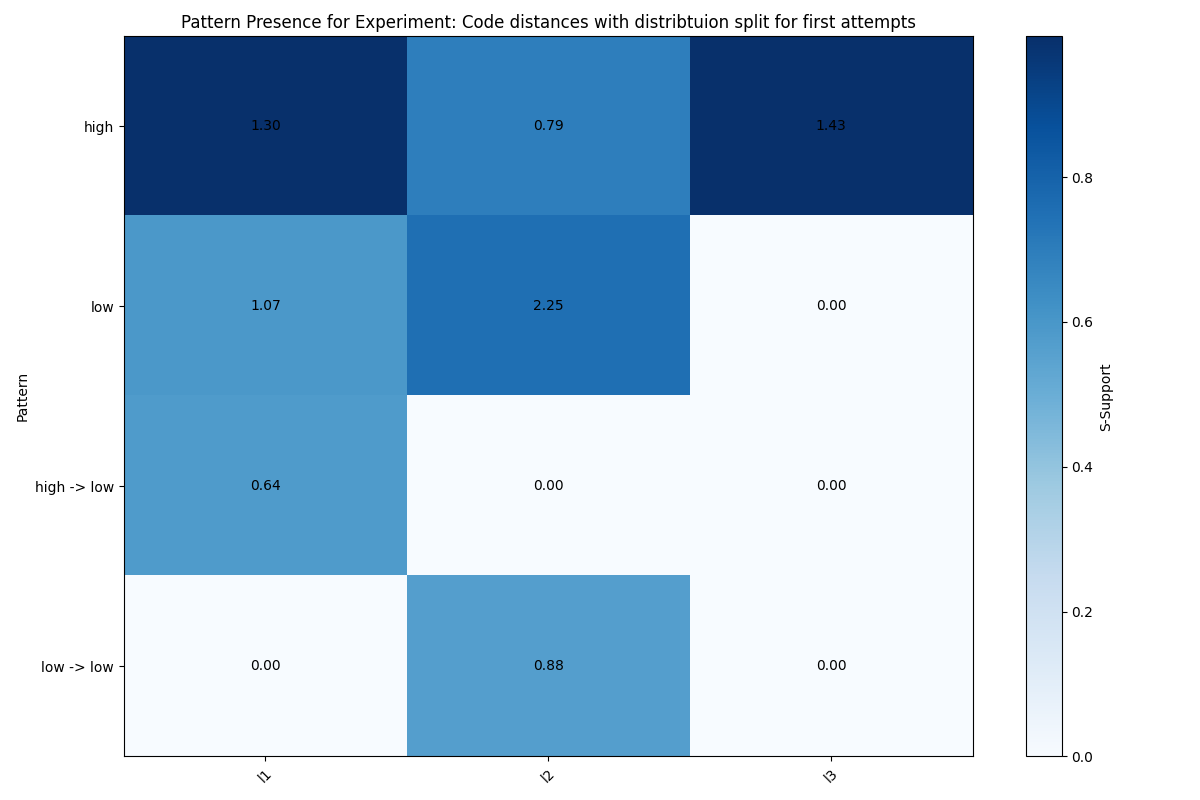 Pattern Presence for Experiment: Code distances with distribtuion split for first attempts
high
1.30
0.79
1.43
low
1.07
2.25
0.00
high -> low
0.64
0.00
0.00
low -> low
0.00
0.88
0.00
Pattern
l1
l2
l3
0.8
0.6
0.4
0.2
0.0
S-Support